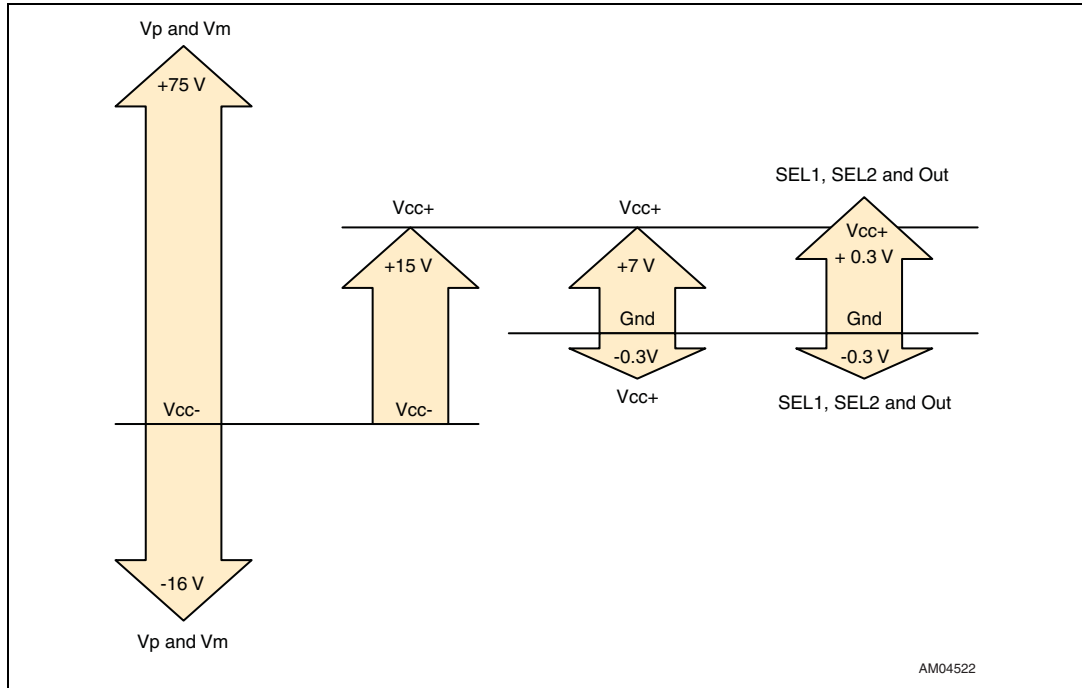 Vp and Vm
+75 V
Vcc-
-16 V
Vp and Vm
Vcc+
+15 V
Vcc-
Vcc+
+7 V
Gnd
-0.3V
Vcc+
SEL1, SEL2 and Out
Vcc+
+ 0.3 V
Gnd
-0.3 V
SEL1, SEL2 and Out
AM04522